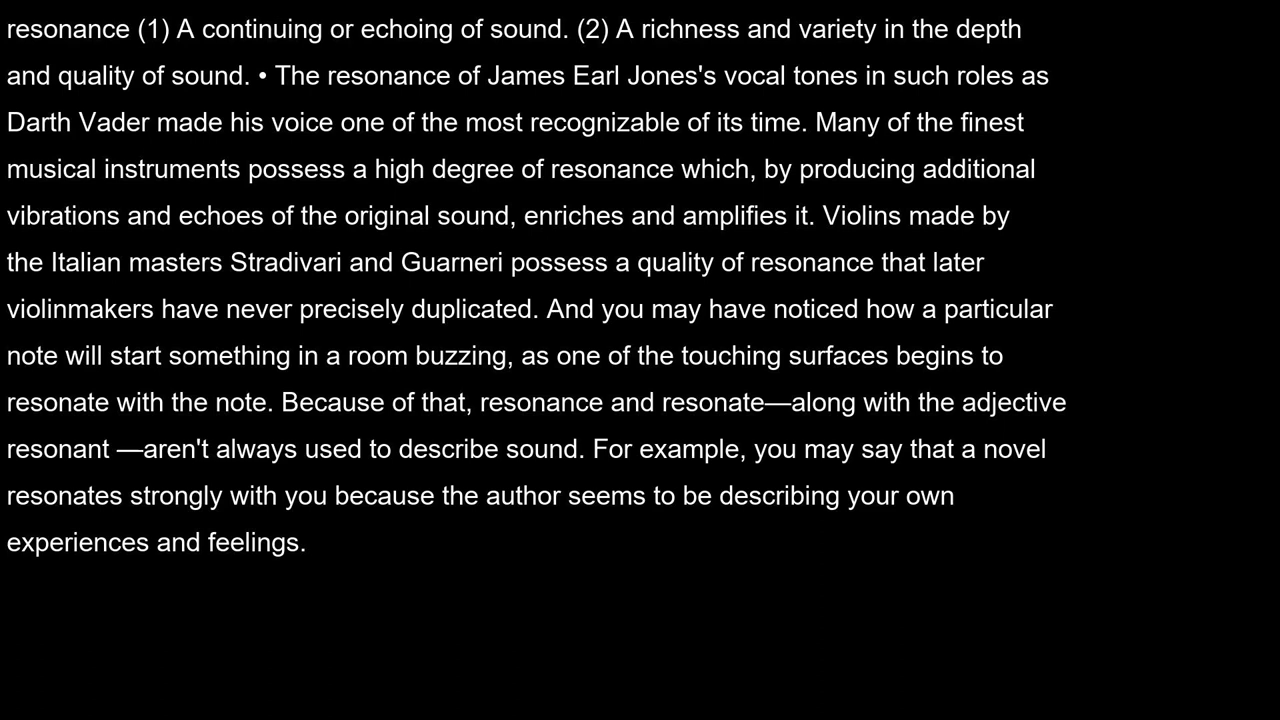 resonance (1) A continuing or echoing of sound. (2) A richness and variety in the depth
and quality of sound. • The resonance of James Earl Jones's vocal tones in such roles as
Darth Vader made his voice one of the most recognizable of its time. Many of the finest
musical instruments possess a high degree of resonance which, by producing additional
vibrations and echoes of the original sound, enriches and amplifies it. Violins made by
the Italian masters Stradivari and Guarneri possess a quality of resonance that later
violinmakers have never precisely duplicated. And you may have noticed how a particular
note will start something in a room buzzing, as one of the touching surfaces begins to
resonate with the note. Because of that, resonance and resonate—along with the adjective
resonant —aren't always used to describe sound. For example, you may say that a novel
resonates strongly with you because the author seems to be describing your own
experiences and feelings.